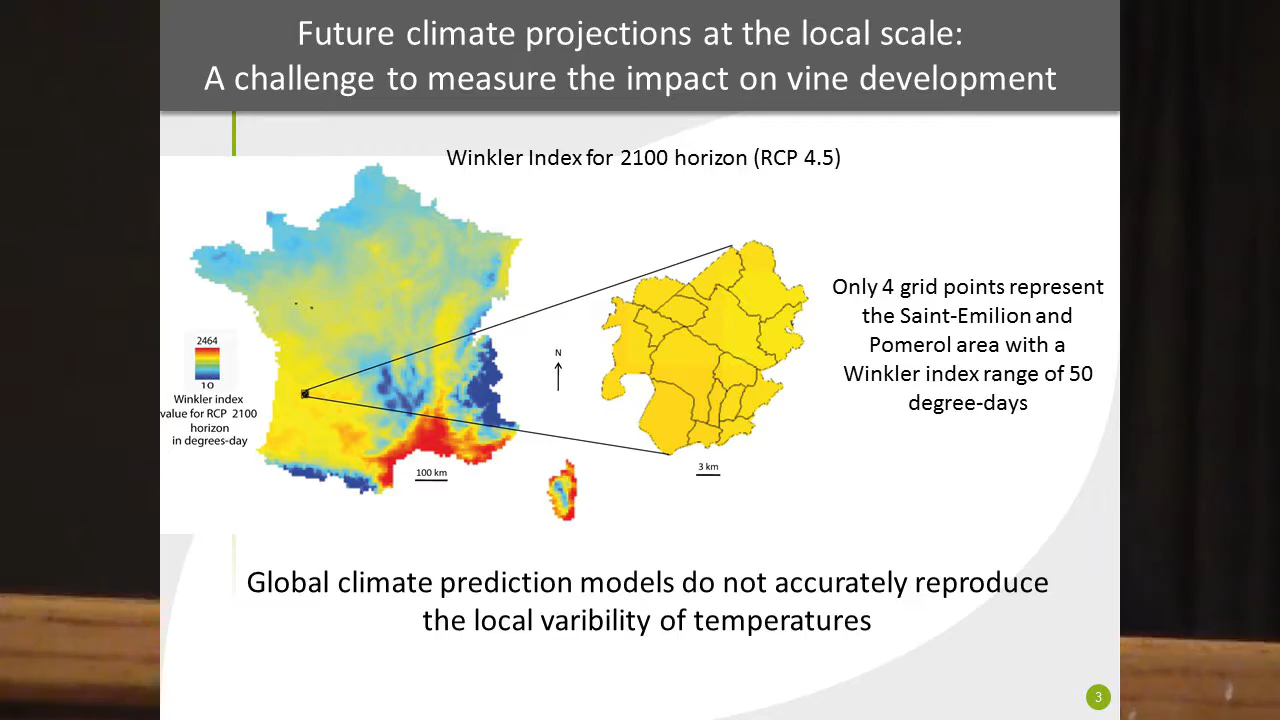 Future climate projections at the local scale:
A challenge to measure the impact on vine development
Winkler Index for 2100 horizon (RCP 4.5)
Only 4 grid points represent
the Saint-Emilion and
Pomerol area with a
Winkler index range of 50
degree-days
2464
10
Winkler index
value for RCP 2100
horizon
in degrees-day
N
100 km
3 km
Global climate prediction models do not accurately reproduce
the local varibility of temperatures
3